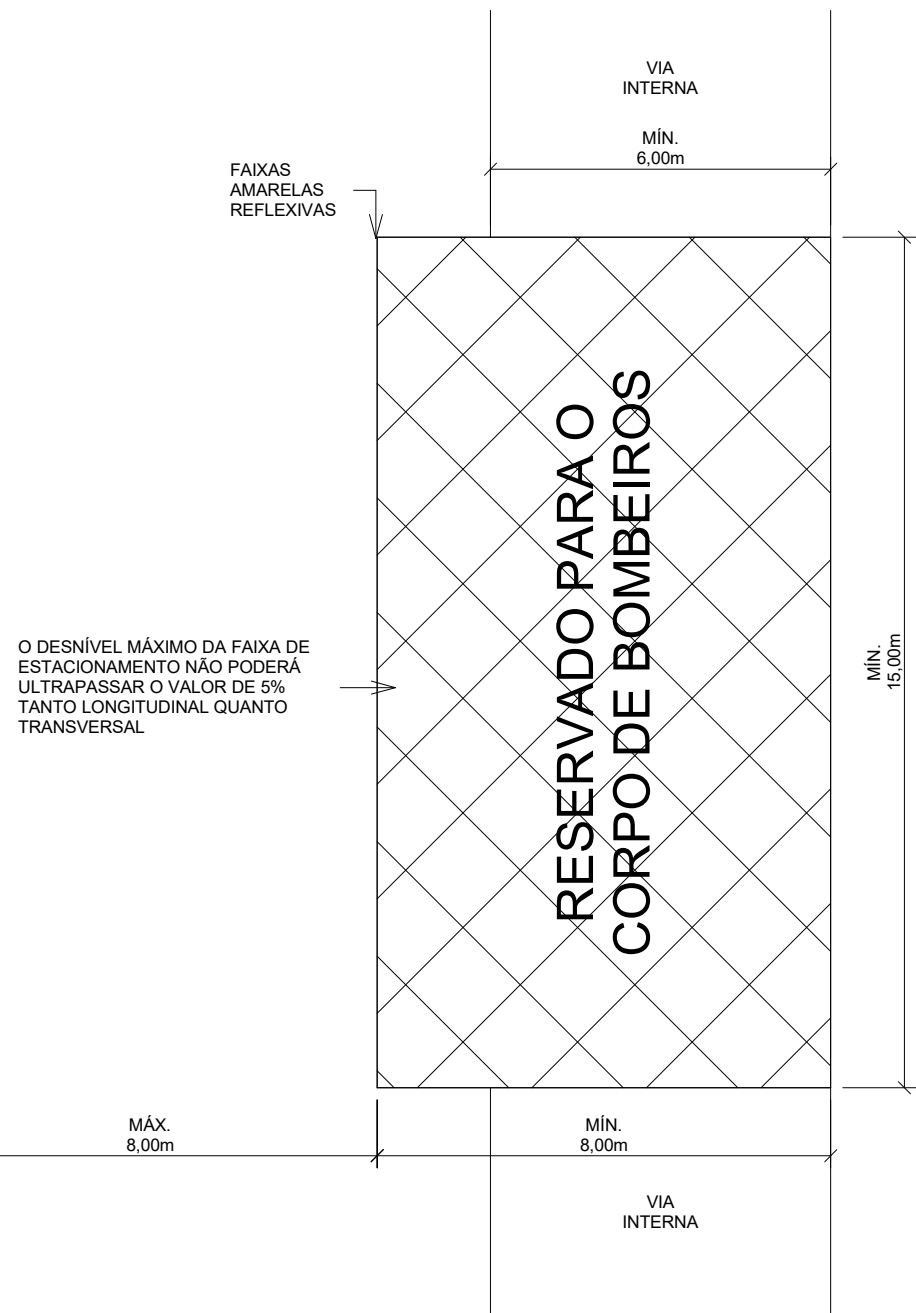 VIA
INTERNA
MÍN.
6,00m
FAIXAS
AMARELAS
REFLEXIVAS
RESERVADO PARA O
CORPO DE BOMBEIROS
MÍN.
15,00m
O DESNÍVEL MÁXIMO DA FAIXA DE
ESTACIONAMENTO NÃO PODERÁ
ULTRAPASSAR O VALOR DE 5%
TANTO LONGITUDINAL QUANTO
TRANSVERSAL
MÁX.
8,00m
MÍN.
8,00m
VIA
INTERNA